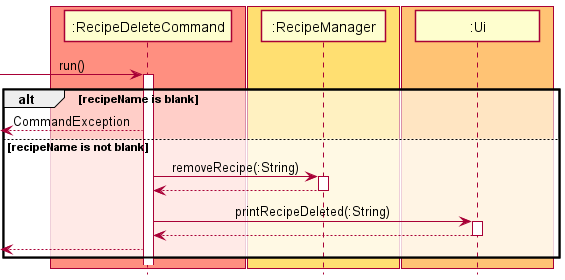 :RecipeDeleteCommand
:RecipeManager
:Ui
run()
alt
[recipeName is blank]
CommandException
[recipeName is not blank]
removeRecipe(:String)
printRecipeDeleted(:String)